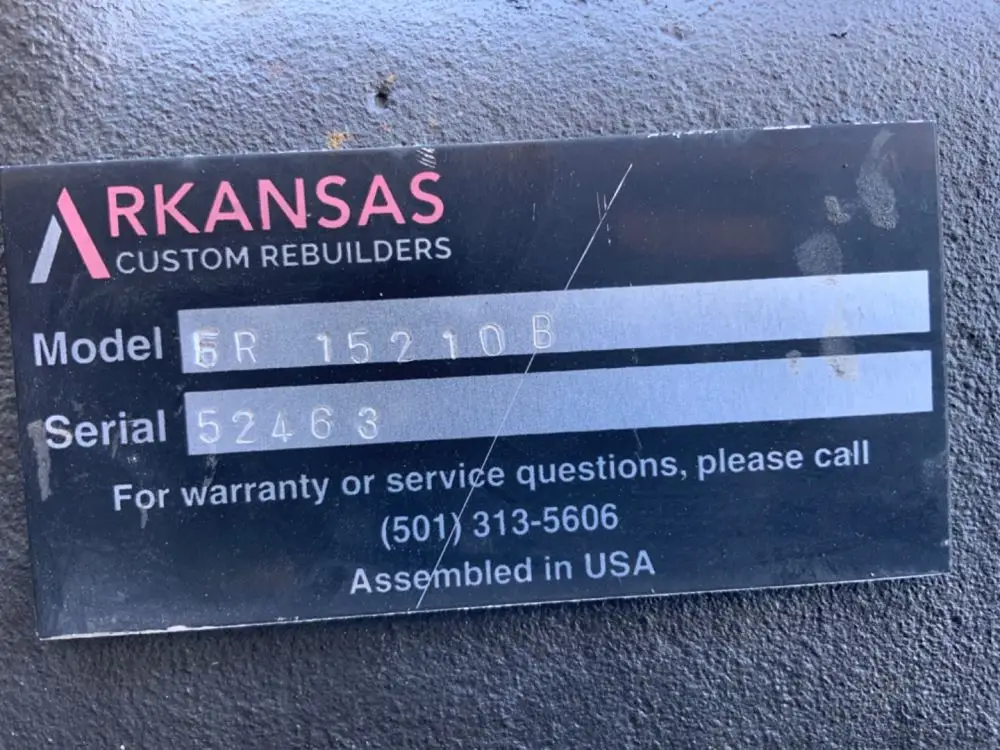 ARKANSAS
CUSTOM REBUILDERS
Model 15210B
Serial 52463
For warranty or service questions, please call
(501) 313-5606
Assembled in USA